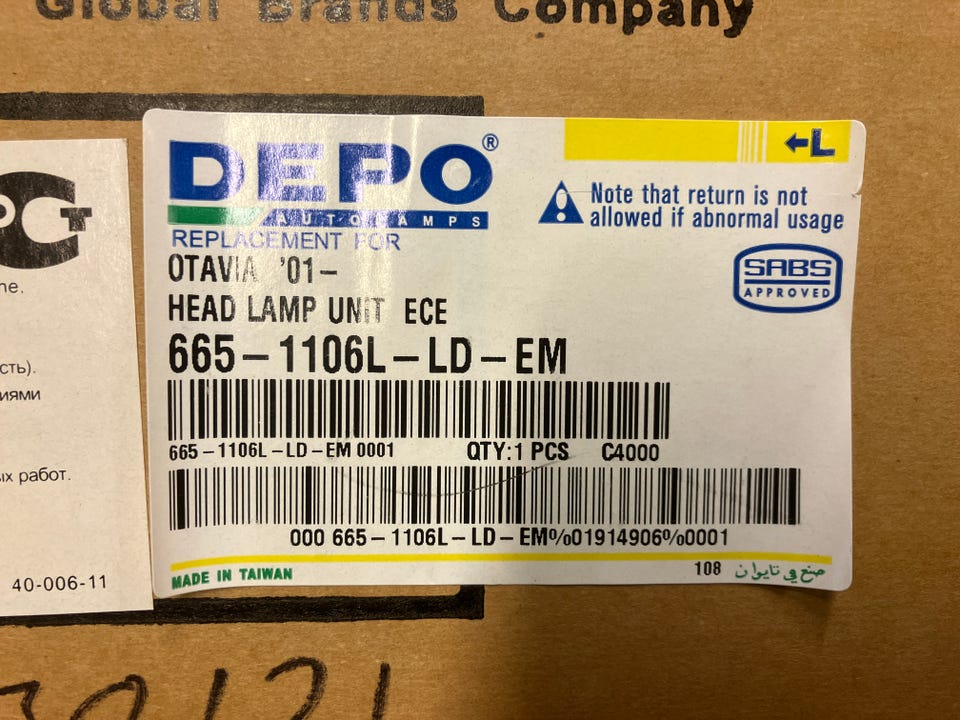 Global Brands Company
DEPO®
AUTO LAMPS
REPLACEMENT FOR
OTAVIA '01-
HEAD LAMP UNIT ECE
665-1106L-LD-EM
665-1106L-LD-EM 0001 QTY:1 PCS C4000
000 665-1106L-LD-EM%01914906%0001
MADE IN TAIWAN
108 صنع في تايوان
←L
Note that return is not
allowed if abnormal usage
SABS
APPROVED
сть).
иями
ых работ.
40-006-11